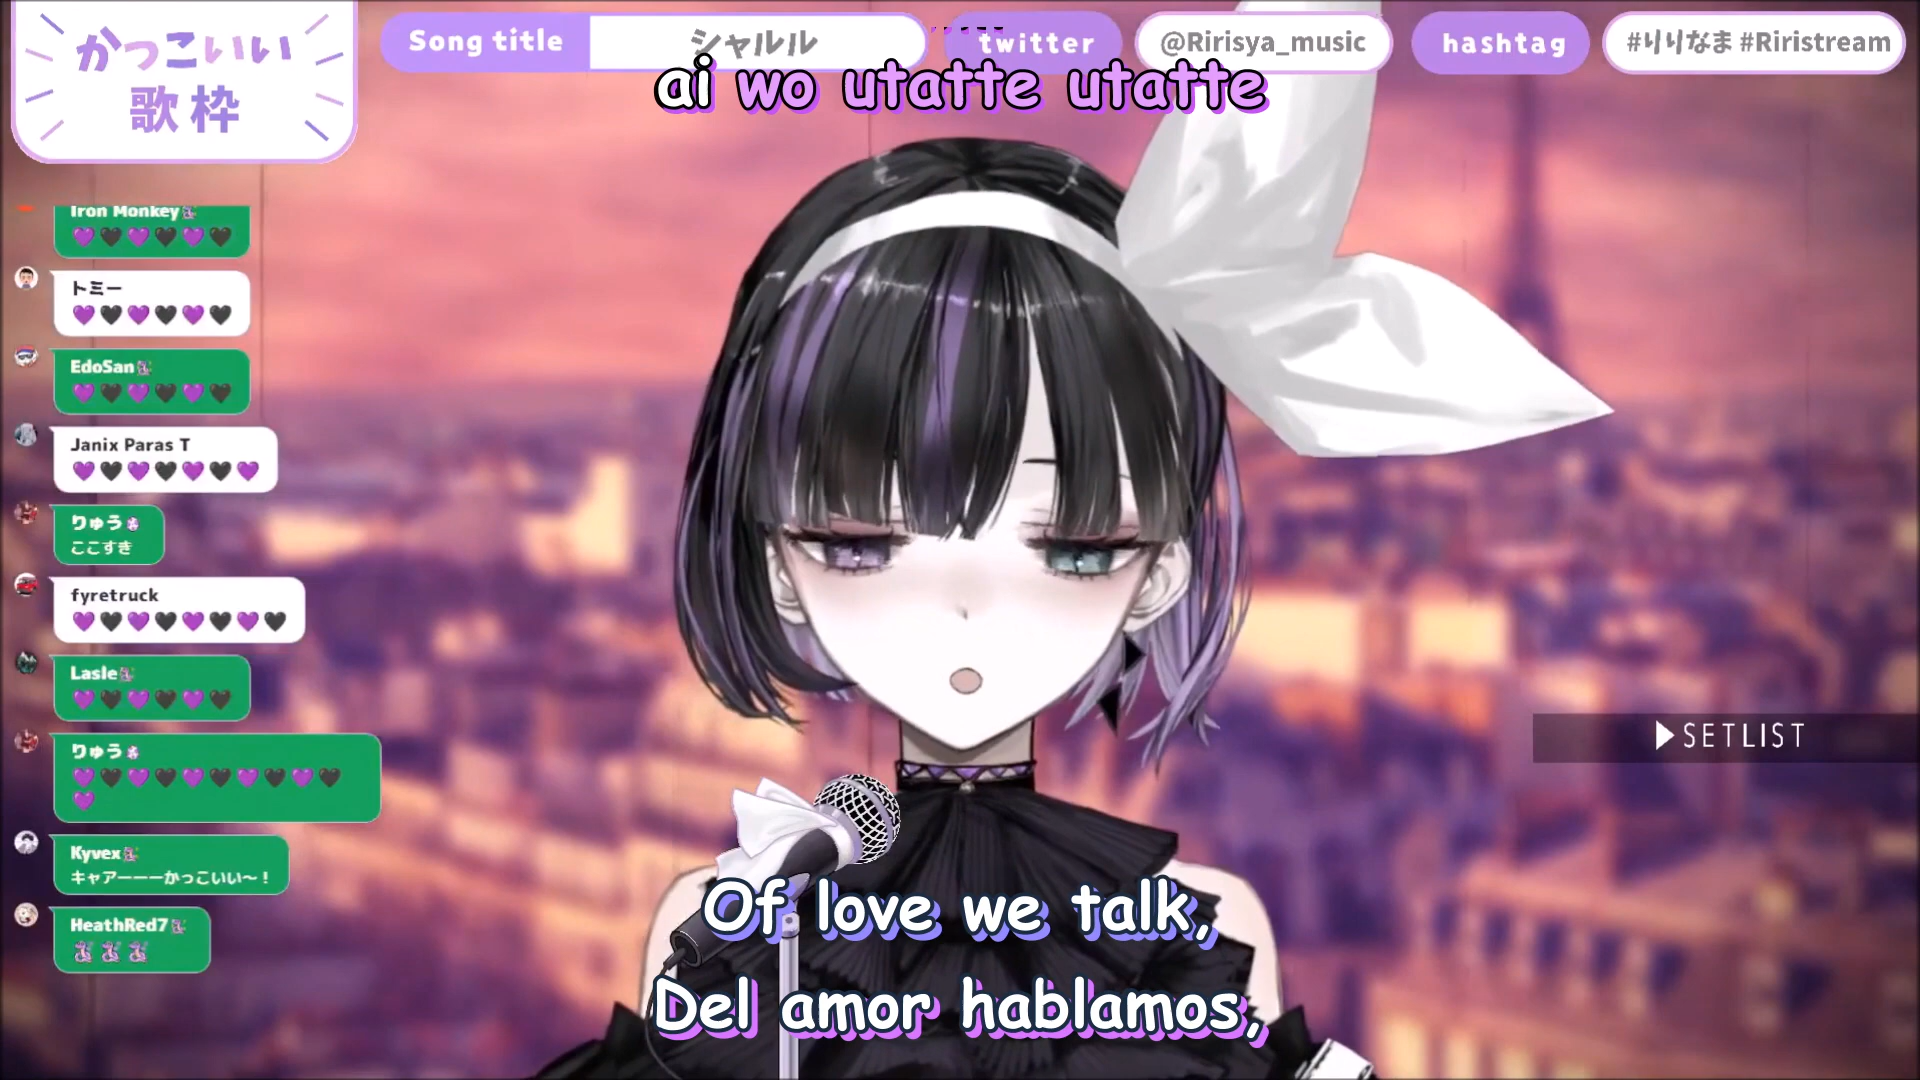 かっこいい
歌枠
Song title
シャルル
twitter
@Ririsya_music
hashtag
#りりなま #Riristream
ai wo utatte utatte
Iron Monkey
トミー
EdoSan
Janix Paras T
りゅう
ここすき
fyretruck
Lasle
りゅう
Kyvex
キャアーーーかっこいい～！
HeathRed7
SETLIST
Of love we talk,
Del amor hablamos,